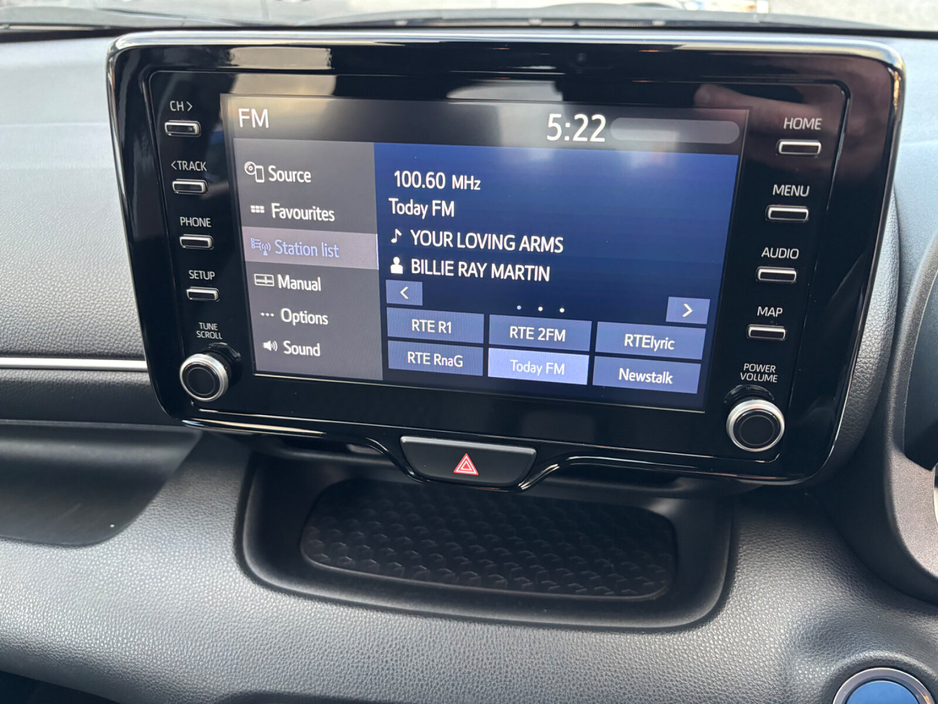 CH >
< TRACK
PHONE
SETUP
TUNE
SCROLL
FM
5:22
Source
Favourites
Station list
Manual
Options
Sound
100.60 MHz
Today FM
YOUR LOVING ARMS
BILLIE RAY MARTIN
<
>
RTE R1
RTE 2FM
RTElyric
RTE RnaG
Today FM
Newstalk
HOME
MENU
AUDIO
MAP
POWER
VOLUME